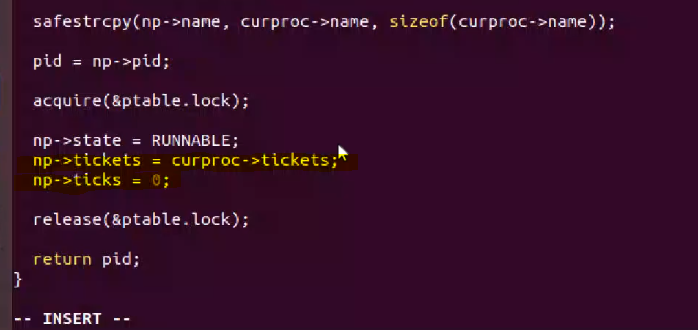 safestrcpy(np->name, curproc->name, sizeof(curproc->name));
pid = np->pid;
acquire(&ptable.lock);
np->state = RUNNABLE;
np->tickets = curproc->tickets;
np->ticks = 0;
release(&ptable.lock);
return pid;
}
-- INSERT --